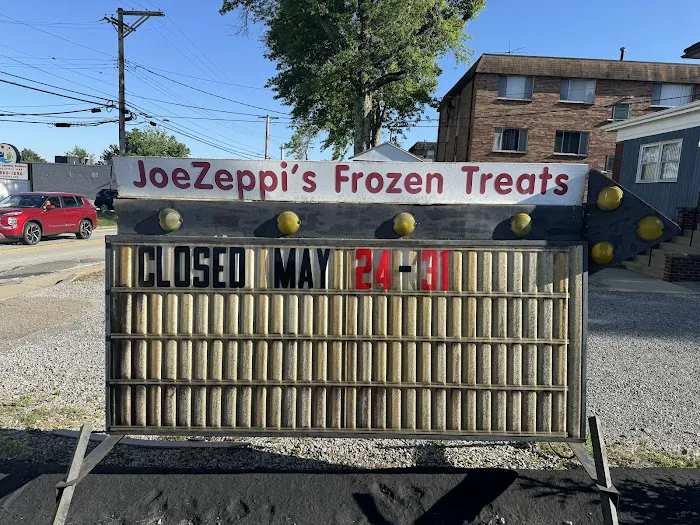 JoeZeppi's Frozen Treats
CLOSED MAY 24-31